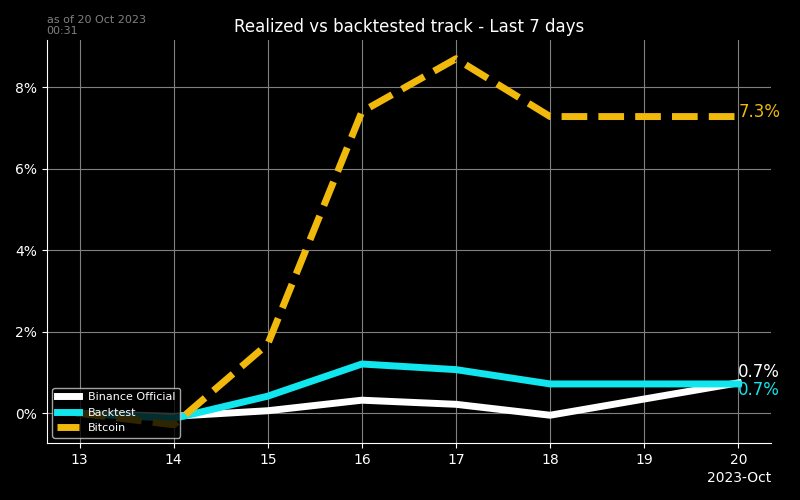 as of 20 Oct 2023
00:31
Realized vs backtested track - Last 7 days
8%
6%
4%
2%
0%
7.3%
0.7%
0.7%
Binance Official
Backtest
Bitcoin
13 14 15 16 17 18 19 20
2023-Oct